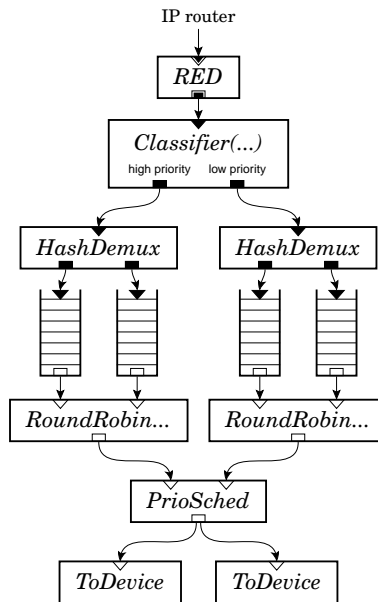 IP router
RED
Classifier(...)
high priority low priority
HashDemux HashDemux
RoundRobin... RoundRobin...
PrioSched
ToDevice ToDevice